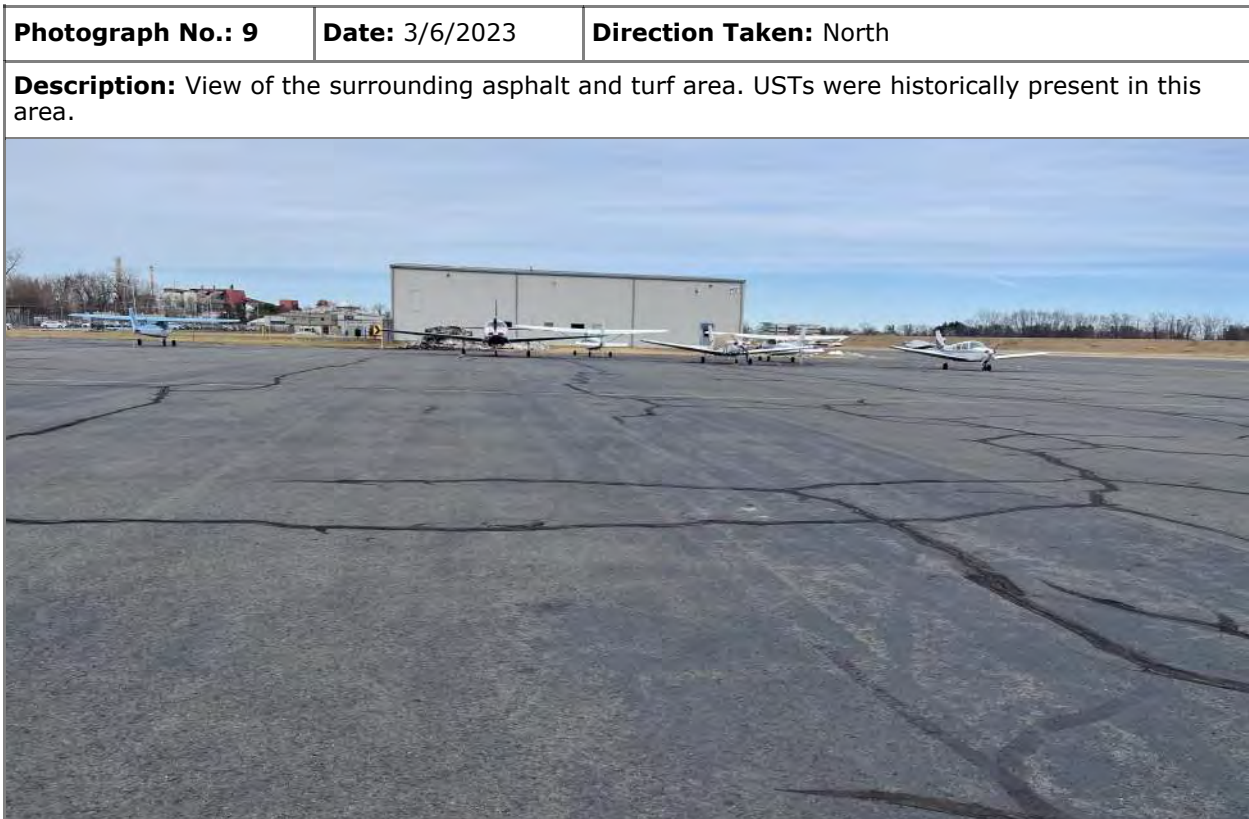 Photograph No.: 9 Date: 3/6/2023 Direction Taken: North
Description: View of the surrounding asphalt and turf area. USTs were historically present in this
area.